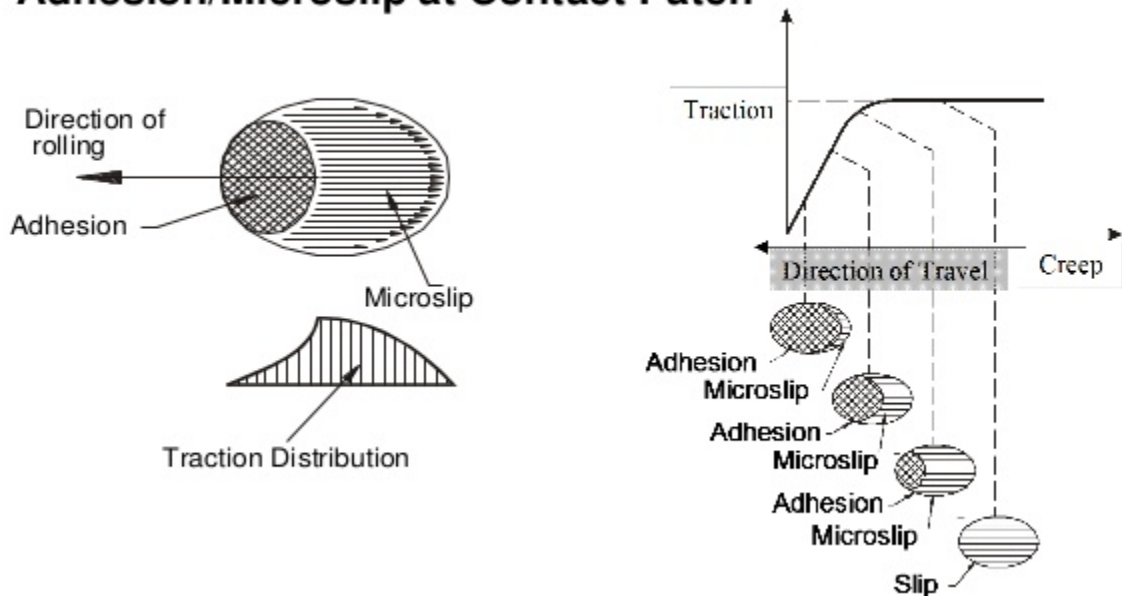 Adhesion/Microslip at Contact Patch
Direction of
rolling
Adhesion
Microslip
Traction Distribution
Traction
Direction of Travel
Creep
Adhesion
Microslip
Adhesion
Microslip
Adhesion
Microslip
Slip